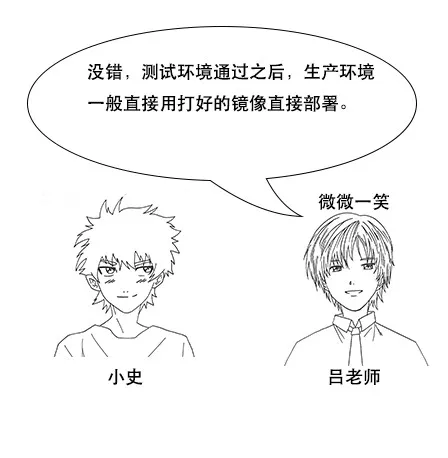 没错，测试环境通过之后，生产环境
一般直接用打好的镜像直接部署。
微微一笑
小史
吕老师